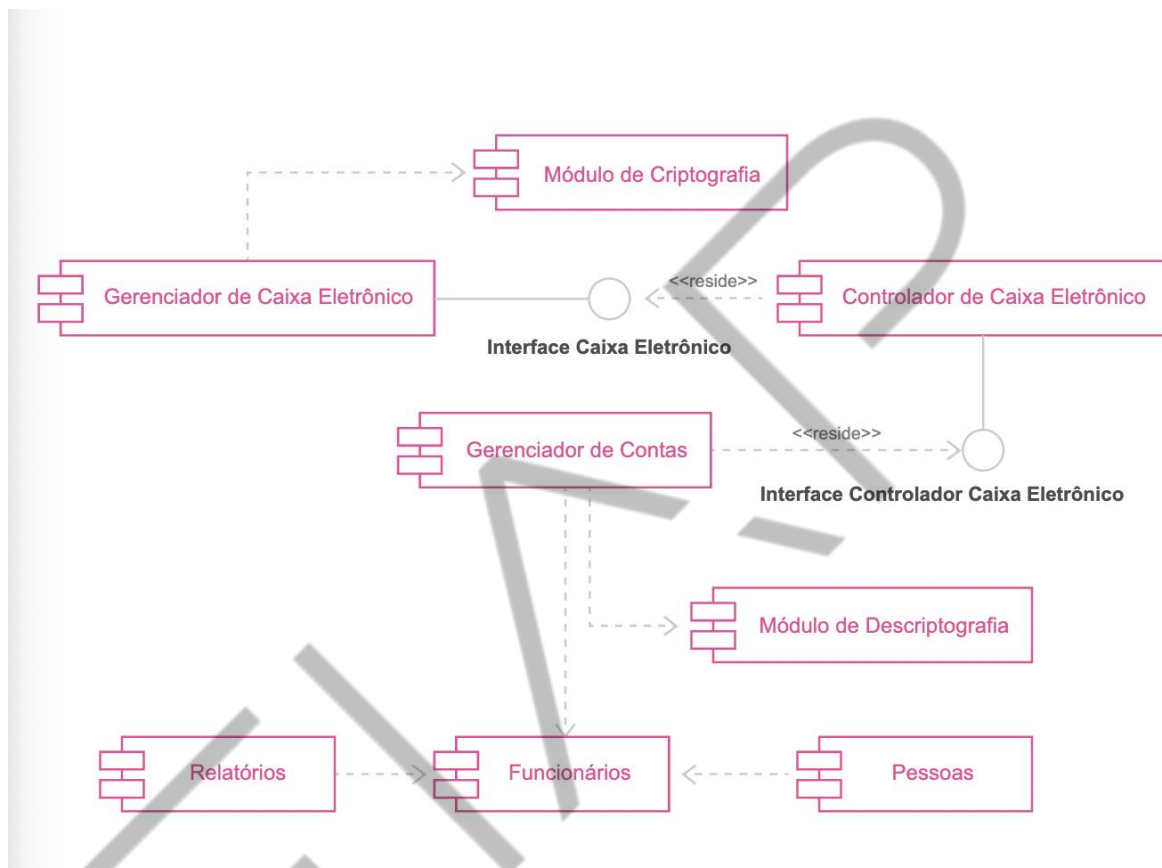 Módulo de Criptografia
Gerenciador de Caixa Eletrônico
<<reside>>
Controlador de Caixa Eletrônico
Interface Caixa Eletrônico
Gerenciador de Contas
<<reside>>
Interface Controlador Caixa Eletrônico
Módulo de Descriptografia
Relatórios
Funcionários
Pessoas
FIAP